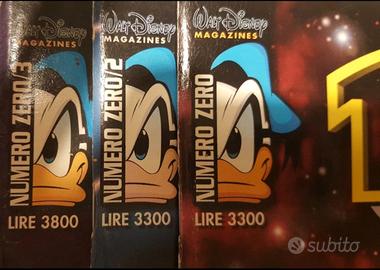 Walt Disney
MAGAZINES
NUMERO ZERO/3
LIRE 3800
Walt Disney
MAGAZINES
NUMERO ZERO/2
LIRE 3300
Walt Disney
MAGAZINES
NUMERO ZERO
LIRE 3300
subito